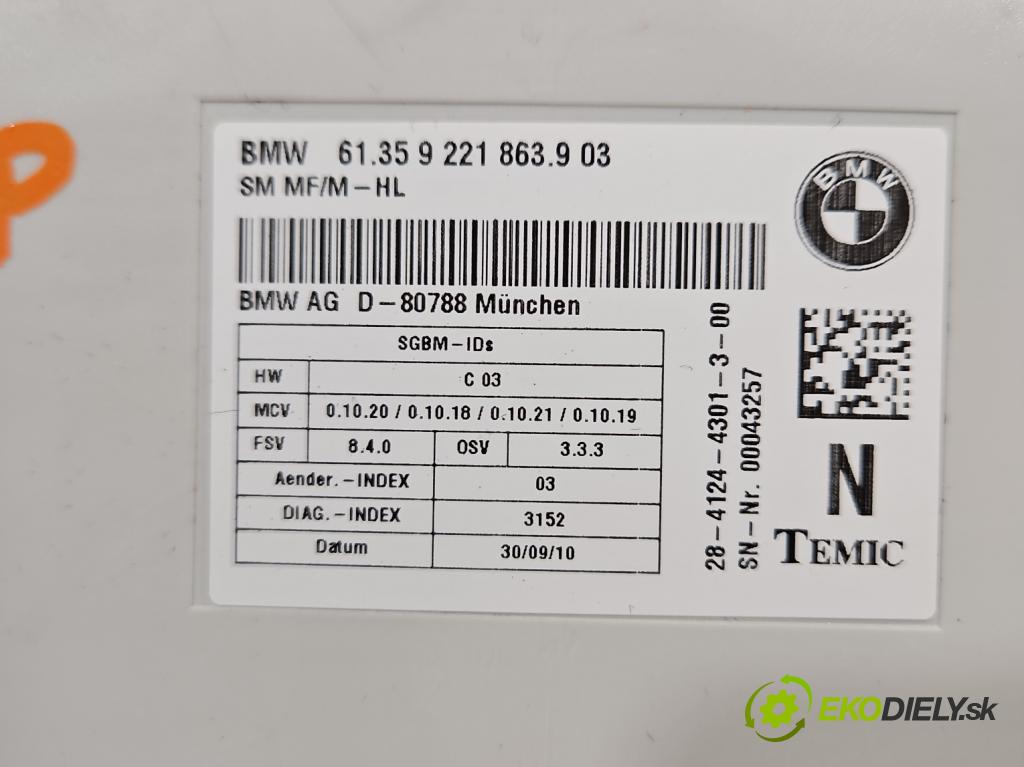 P
BMW 61.35 9 221 863.9 03
SM MF/M-HL
BMW
BMW AG D-80788 München
SGBM-IDs
HW C 03
MCV 0.10.20 / 0.10.18 / 0.10.21 / 0.10.19
FSV 8.4.0 OSV 3.3.3
Aender.-INDEX 03
DIAG.-INDEX 3152
Datum 30/09/10
28-4124-4301-3-00
SN-Nr. 00043257
N
TEMIC
EKODIELY.sk